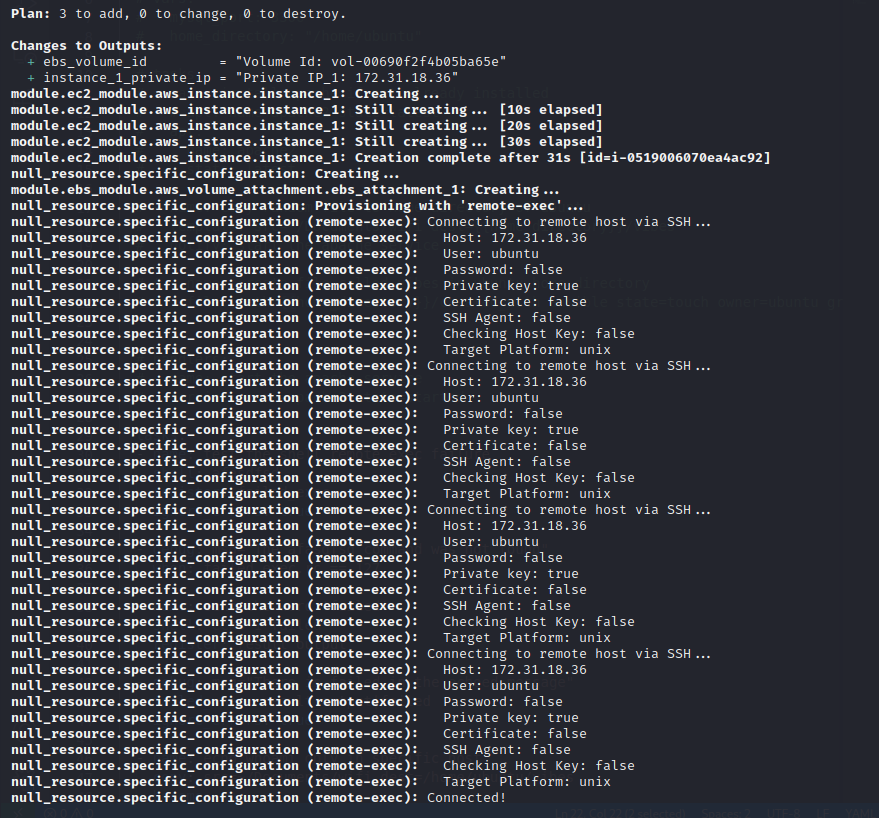 Plan: 3 to add, 0 to change, 0 to destroy.
Changes to Outputs:
  + ebs_volume_id         = "Volume Id: vol-00690f2f4b05ba65e"
  + instance_1_private_ip = "Private IP_1: 172.31.18.36"
module.ec2_module.aws_instance.instance_1: Creating...
module.ec2_module.aws_instance.instance_1: Still creating... [10s elapsed]
module.ec2_module.aws_instance.instance_1: Still creating... [20s elapsed]
module.ec2_module.aws_instance.instance_1: Still creating... [30s elapsed]
module.ec2_module.aws_instance.instance_1: Creation complete after 31s [id=i-0519006070ea4ac92]
null_resource.specific_configuration: Creating...
module.ebs_module.aws_volume_attachment.ebs_attachment_1: Creating...
null_resource.specific_configuration: Provisioning with 'remote-exec'...
null_resource.specific_configuration (remote-exec): Connecting to remote host via SSH...
null_resource.specific_configuration (remote-exec):   Host: 172.31.18.36
null_resource.specific_configuration (remote-exec):   User: ubuntu
null_resource.specific_configuration (remote-exec):   Password: false
null_resource.specific_configuration (remote-exec):   Private key: true
null_resource.specific_configuration (remote-exec):   Certificate: false
null_resource.specific_configuration (remote-exec):   SSH Agent: false
null_resource.specific_configuration (remote-exec):   Checking Host Key: false
null_resource.specific_configuration (remote-exec):   Target Platform: unix
null_resource.specific_configuration (remote-exec): Connecting to remote host via SSH...
null_resource.specific_configuration (remote-exec):   Host: 172.31.18.36
null_resource.specific_configuration (remote-exec):   User: ubuntu
null_resource.specific_configuration (remote-exec):   Password: false
null_resource.specific_configuration (remote-exec):   Private key: true
null_resource.specific_configuration (remote-exec):   Certificate: false
null_resource.specific_configuration (remote-exec):   SSH Agent: false
null_resource.specific_configuration (remote-exec):   Checking Host Key: false
null_resource.specific_configuration (remote-exec):   Target Platform: unix
null_resource.specific_configuration (remote-exec): Connecting to remote host via SSH...
null_resource.specific_configuration (remote-exec):   Host: 172.31.18.36
null_resource.specific_configuration (remote-exec):   User: ubuntu
null_resource.specific_configuration (remote-exec):   Password: false
null_resource.specific_configuration (remote-exec):   Private key: true
null_resource.specific_configuration (remote-exec):   Certificate: false
null_resource.specific_configuration (remote-exec):   SSH Agent: false
null_resource.specific_configuration (remote-exec):   Checking Host Key: false
null_resource.specific_configuration (remote-exec):   Target Platform: unix
null_resource.specific_configuration (remote-exec): Connecting to remote host via SSH...
null_resource.specific_configuration (remote-exec):   Host: 172.31.18.36
null_resource.specific_configuration (remote-exec):   User: ubuntu
null_resource.specific_configuration (remote-exec):   Password: false
null_resource.specific_configuration (remote-exec):   Private key: true
null_resource.specific_configuration (remote-exec):   Certificate: false
null_resource.specific_configuration (remote-exec):   SSH Agent: false
null_resource.specific_configuration (remote-exec):   Checking Host Key: false
null_resource.specific_configuration (remote-exec):   Target Platform: unix
null_resource.specific_configuration (remote-exec): Connected!